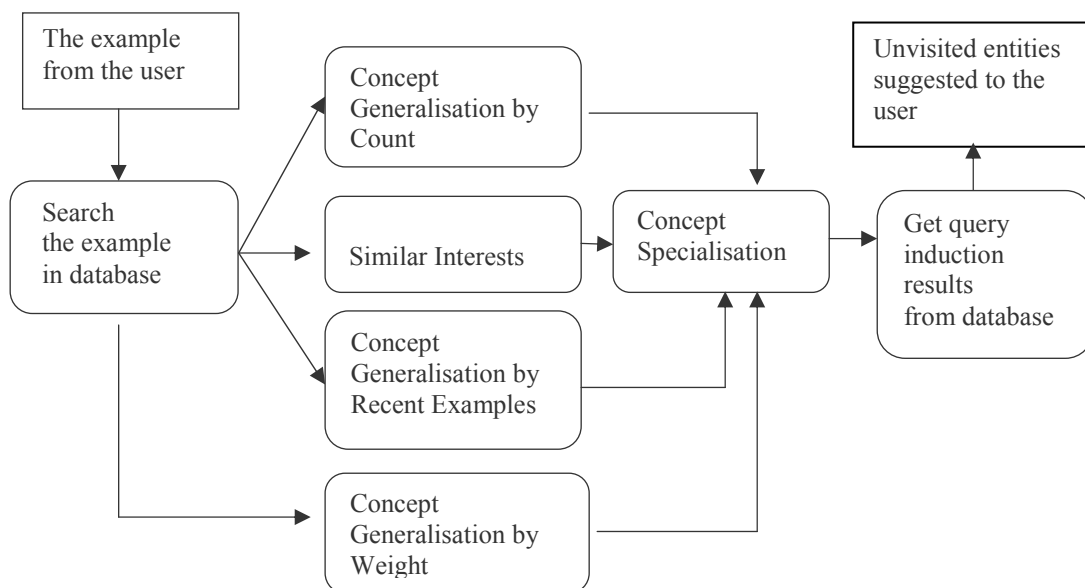 The example
from the user
Search
the example
in database
Concept
Generalisation by
Count
Similar Interests
Concept
Generalisation by
Recent Examples
Concept
Generalisation by
Weight
Concept
Specialisation
Unvisited entities
suggested to the
user
Get query
induction
results
from database